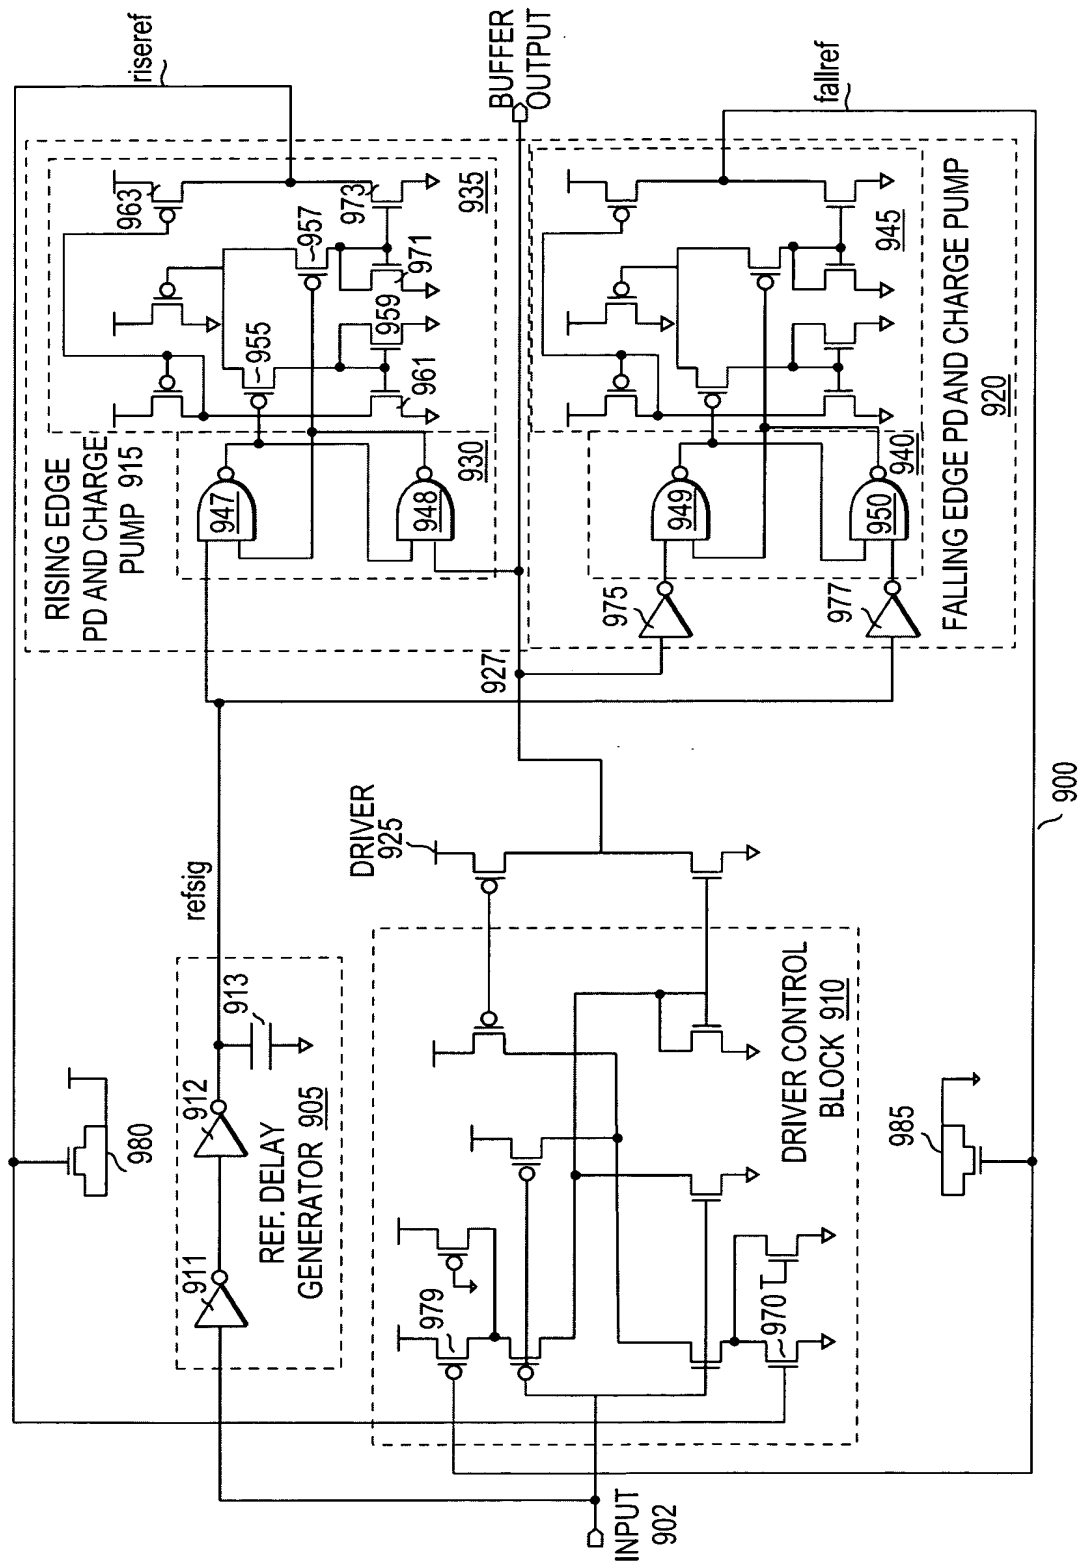 riseref
BUFFER
OUTPUT
fallref
RISING EDGE
PD AND CHARGE
PUMP 915
963
957
973
935
955
959
971
961
930
947
948
945
940
949
950
975
977
FALLING EDGE PD AND CHARGE PUMP
920
927
refsig
DRIVER
925
900
913
912
911
REF. DELAY
GENERATOR 905
980
985
DRIVER CONTROL
BLOCK 910
979
970
INPUT
902